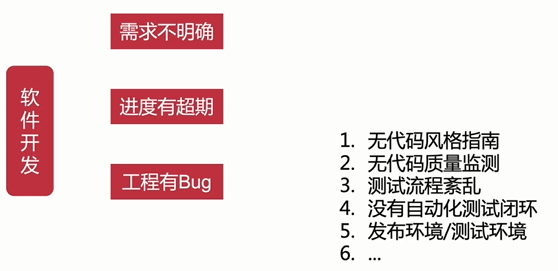 软件开发
需求不明确
进度有超期
工程有Bug
1. 无代码风格指南
2. 无代码质量监测
3. 测试流程紊乱
4. 没有自动化测试闭环
5. 发布环境/测试环境
6. ...